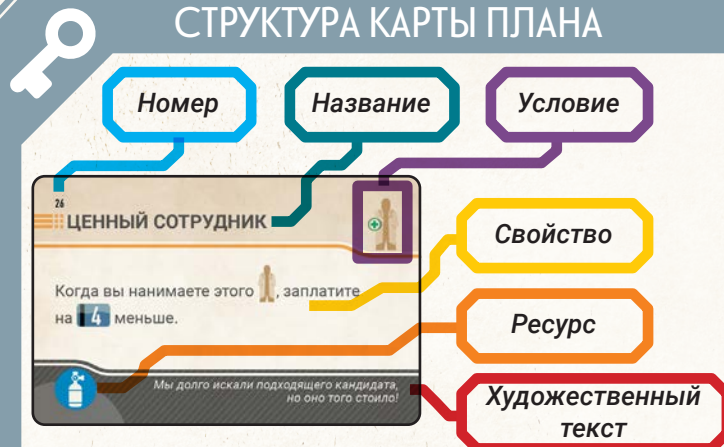 СТРУКТУРА КАРТЫ ПЛАНА
Номер
Название
Условие
26
ЦЕННЫЙ СОТРУДНИК
Свойство
Когда вы нанимаете этого , заплатите
на 4 меньше.
Ресурс
Мы долго искали подходящего кандидата,
но оно того стоило!
Художественный
текст